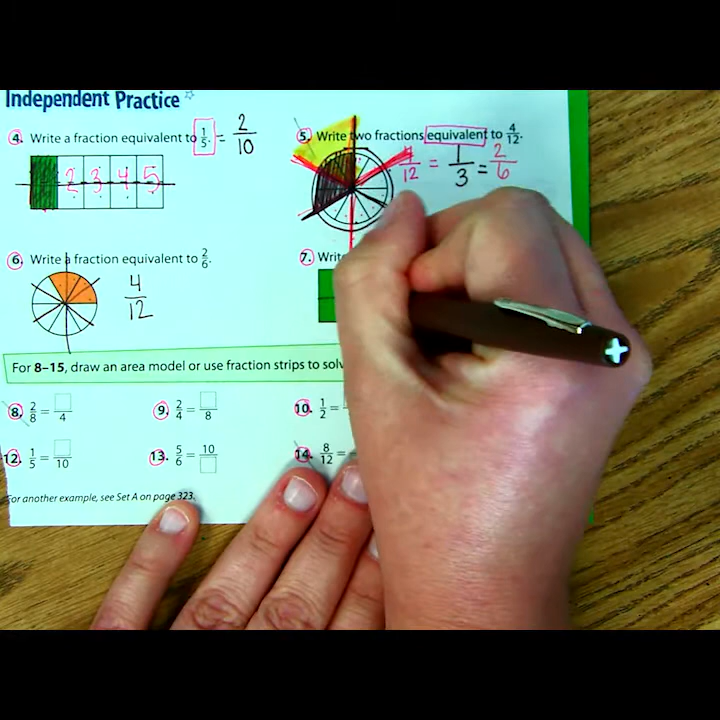 Independent Practice
4. Write a fraction equivalent to 1/5. = 2/10
2 3 4 5
5. Write two fractions equivalent to 4/12.
4/12 = 1/3 = 2/6
6. Write a fraction equivalent to 2/6.
4/12
7. Write
For 8–15, draw an area model or use fraction strips to solv
8. 2/8 = □/4
9. 2/4 = □/8
10. 1/2 =
12. 1/5 = □/10
13. 5/6 = 10/□
14. 8/12 =
For another example, see Set A on page 323.